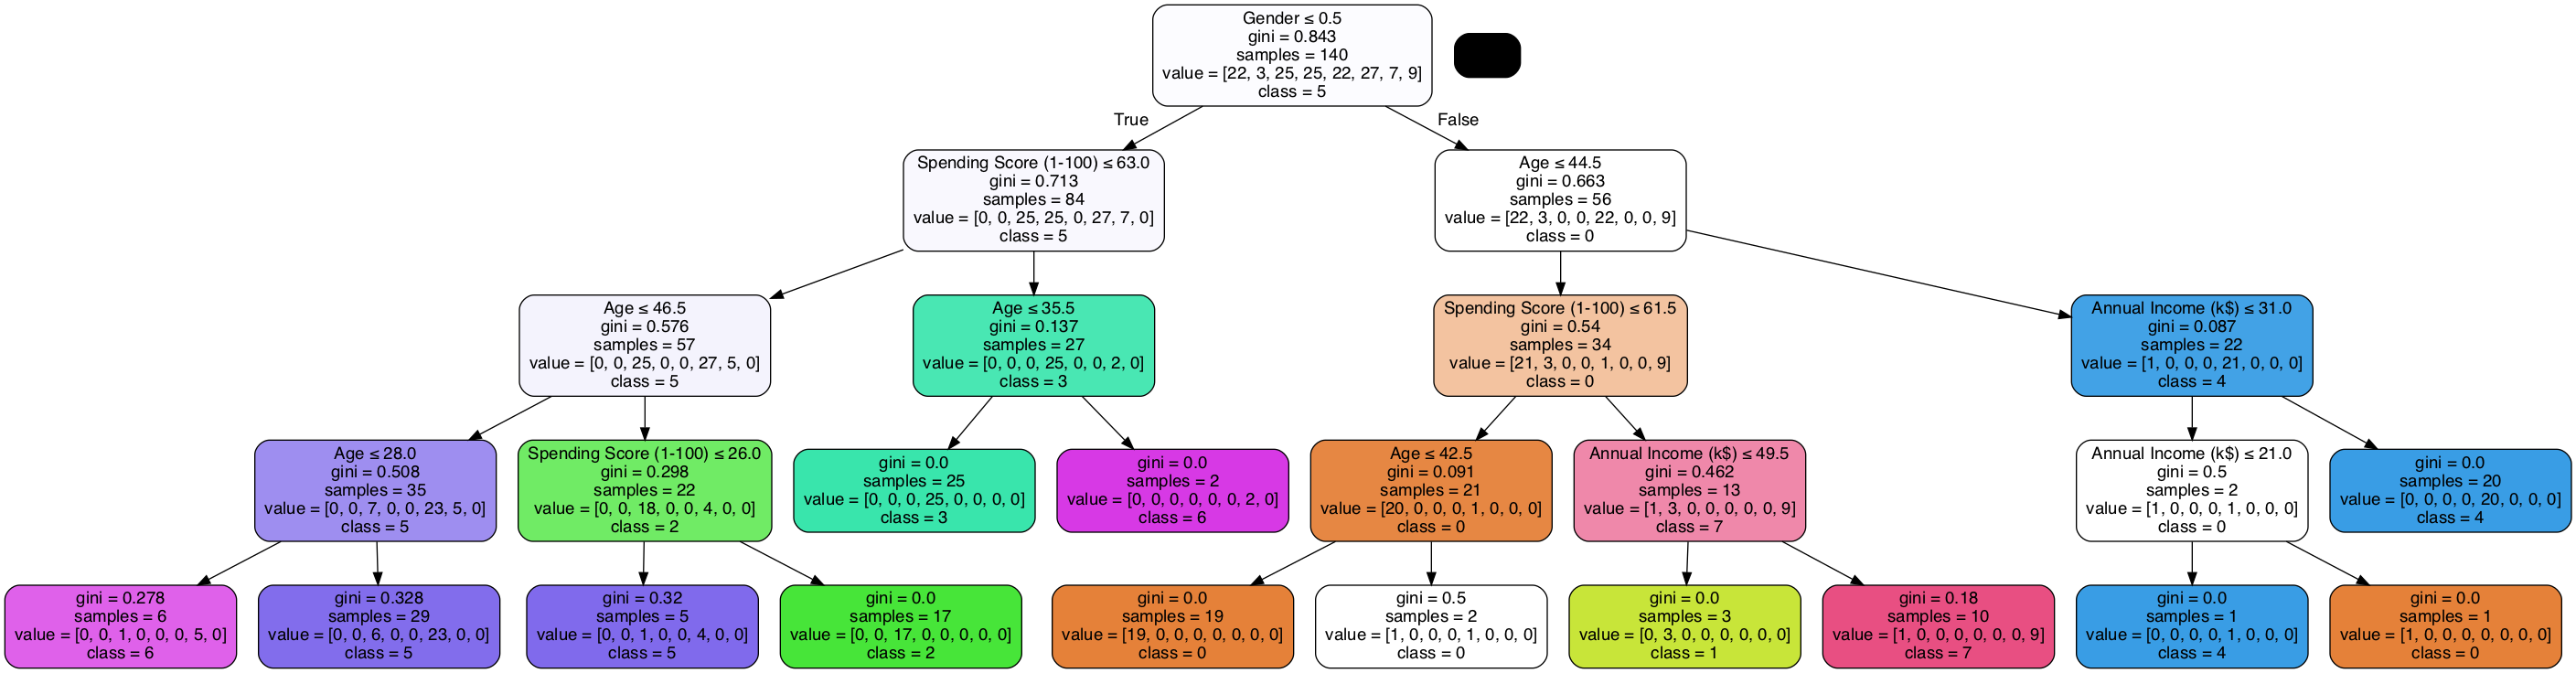 Gender ≤ 0.5
gini = 0.843
samples = 140
value = [22, 3, 25, 25, 22, 27, 7, 9]
class = 5
True
False
Spending Score (1-100) ≤ 63.0
gini = 0.713
samples = 84
value = [0, 0, 25, 25, 0, 27, 7, 0]
class = 5
Age ≤ 44.5
gini = 0.663
samples = 56
value = [22, 3, 0, 0, 22, 0, 0, 9]
class = 0
Age ≤ 46.5
gini = 0.576
samples = 57
value = [0, 0, 25, 0, 0, 27, 5, 0]
class = 5
Age ≤ 35.5
gini = 0.137
samples = 27
value = [0, 0, 0, 25, 0, 0, 2, 0]
class = 3
Spending Score (1-100) ≤ 61.5
gini = 0.54
samples = 34
value = [21, 3, 0, 0, 1, 0, 0, 9]
class = 0
Annual Income (k$) ≤ 31.0
gini = 0.087
samples = 22
value = [1, 0, 0, 0, 21, 0, 0, 0]
class = 4
Age ≤ 28.0
gini = 0.508
samples = 35
value = [0, 0, 7, 0, 0, 23, 5, 0]
class = 5
Spending Score (1-100) ≤ 26.0
gini = 0.298
samples = 22
value = [0, 0, 18, 0, 0, 4, 0, 0]
class = 2
gini = 0.0
samples = 25
value = [0, 0, 0, 25, 0, 0, 0, 0]
class = 3
gini = 0.0
samples = 2
value = [0, 0, 0, 0, 0, 0, 2, 0]
class = 6
Age ≤ 42.5
gini = 0.091
samples = 21
value = [20, 0, 0, 0, 1, 0, 0, 0]
class = 0
Annual Income (k$) ≤ 49.5
gini = 0.462
samples = 13
value = [1, 3, 0, 0, 0, 0, 0, 9]
class = 7
Annual Income (k$) ≤ 21.0
gini = 0.5
samples = 2
value = [1, 0, 0, 0, 1, 0, 0, 0]
class = 0
gini = 0.0
samples = 20
value = [0, 0, 0, 0, 20, 0, 0, 0]
class = 4
gini = 0.278
samples = 6
value = [0, 0, 1, 0, 0, 0, 5, 0]
class = 6
gini = 0.328
samples = 29
value = [0, 0, 6, 0, 0, 23, 0, 0]
class = 5
gini = 0.32
samples = 5
value = [0, 0, 1, 0, 0, 4, 0, 0]
class = 5
gini = 0.0
samples = 17
value = [0, 0, 17, 0, 0, 0, 0, 0]
class = 2
gini = 0.0
samples = 19
value = [19, 0, 0, 0, 0, 0, 0, 0]
class = 0
gini = 0.5
samples = 2
value = [1, 0, 0, 0, 1, 0, 0, 0]
class = 0
gini = 0.0
samples = 3
value = [0, 3, 0, 0, 0, 0, 0, 0]
class = 1
gini = 0.18
samples = 10
value = [1, 0, 0, 0, 0, 0, 0, 9]
class = 7
gini = 0.0
samples = 1
value = [0, 0, 0, 0, 1, 0, 0, 0]
class = 4
gini = 0.0
samples = 1
value = [1, 0, 0, 0, 0, 0, 0, 0]
class = 0